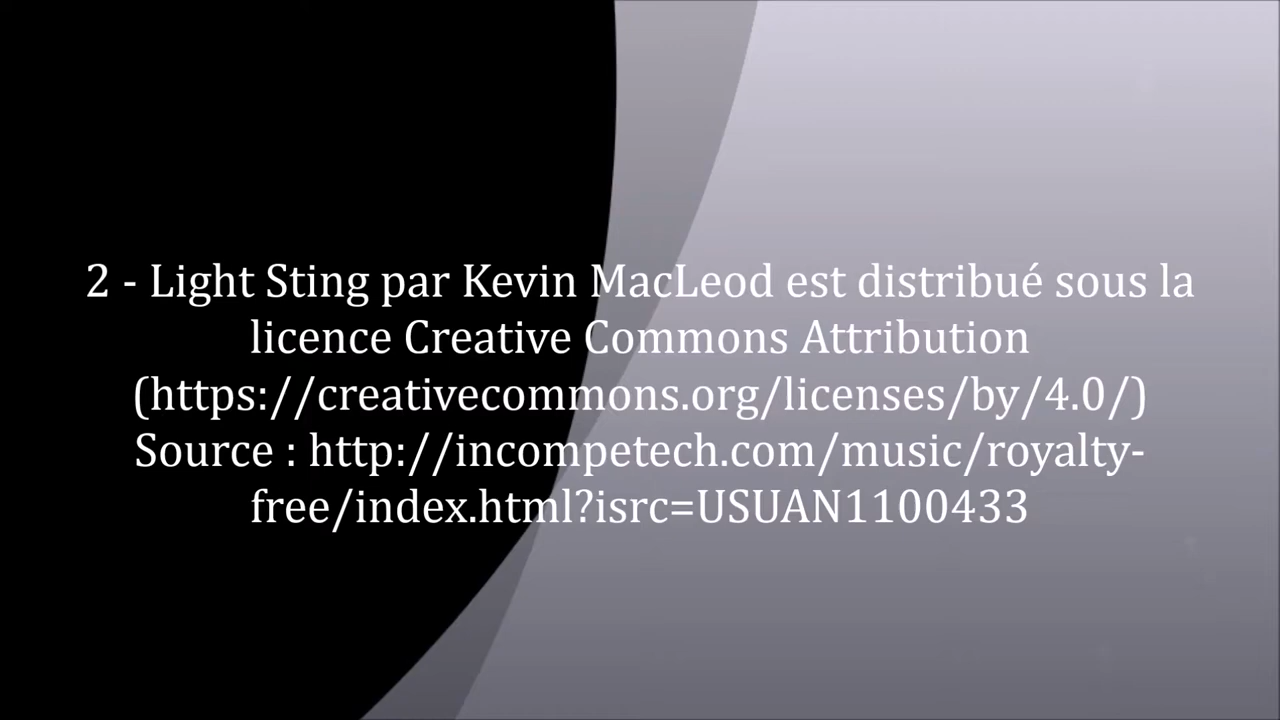 2 - Light Sting par Kevin MacLeod est distribué sous la
licence Creative Commons Attribution
(https://creativecommons.org/licenses/by/4.0/)
Source : http://incompetech.com/music/royalty-
free/index.html?isrc=USUAN1100433